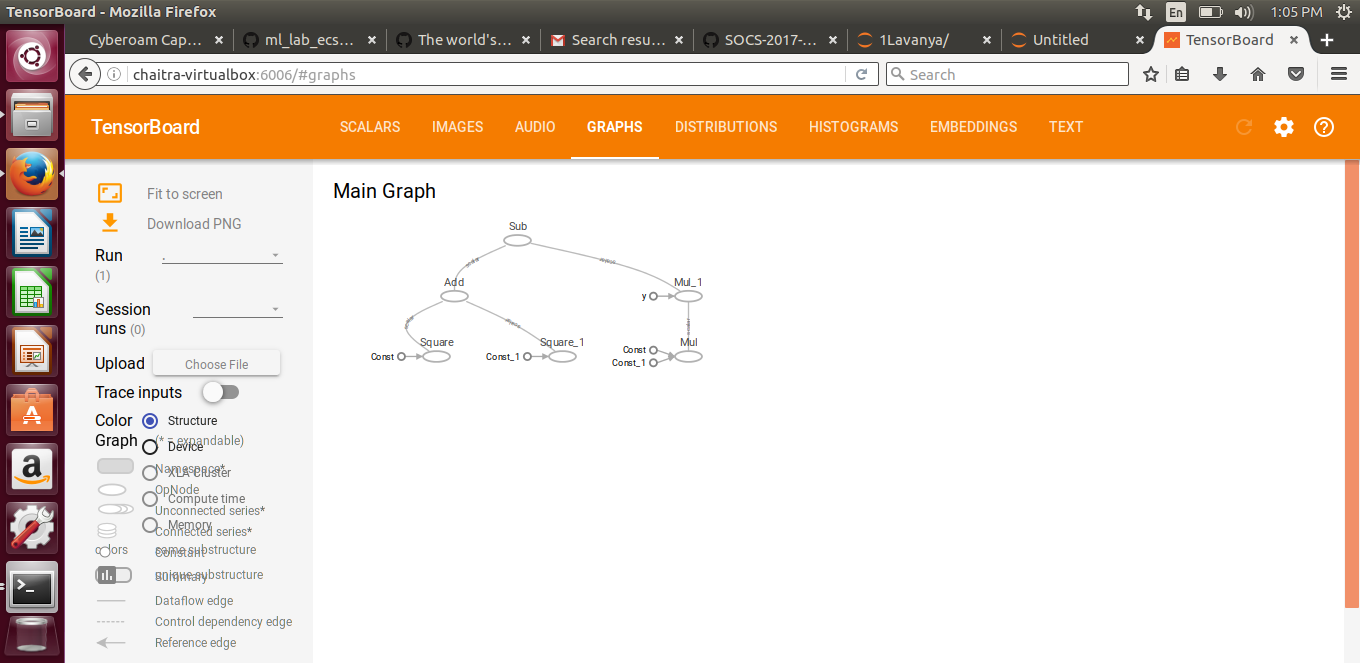 TensorBoard - Mozilla Firefox
En
1:05 PM
Cyberoam Cap...
ml_lab_ecs...
The world's...
Search resu...
SOCS-2017-...
1Lavanya/
Untitled
TensorBoard
chaitra-virtualbox:6006/#graphs
Search
TensorBoard
SCALARS
IMAGES
AUDIO
GRAPHS
DISTRIBUTIONS
HISTOGRAMS
EMBEDDINGS
TEXT
Fit to screen
Download PNG
Run
(1)
.
Session
runs (0)
Upload
Choose File
Trace inputs
Color
Graph
Structure
(* = expandable)
Device
Namespace*
XLA Cluster
OpNode
Compute time
Unconnected series*
Memory
Connected series*
colors
same substructure
Constant
unique substructure
Summary
Dataflow edge
Control dependency edge
Reference edge
Main Graph
Sub
Add
Mul_1
y
Square
Const
Square_1
Const_1
Mul
Const
Const_1